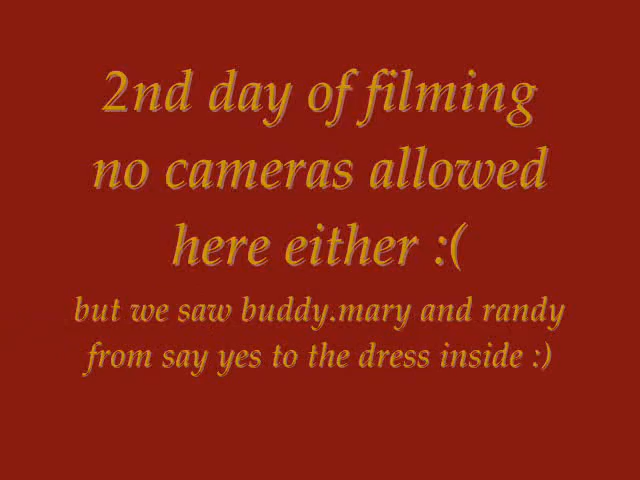 2nd day of filming
no cameras allowed
here either :(
but we saw buddy.mary and randy
from say yes to the dress inside :)